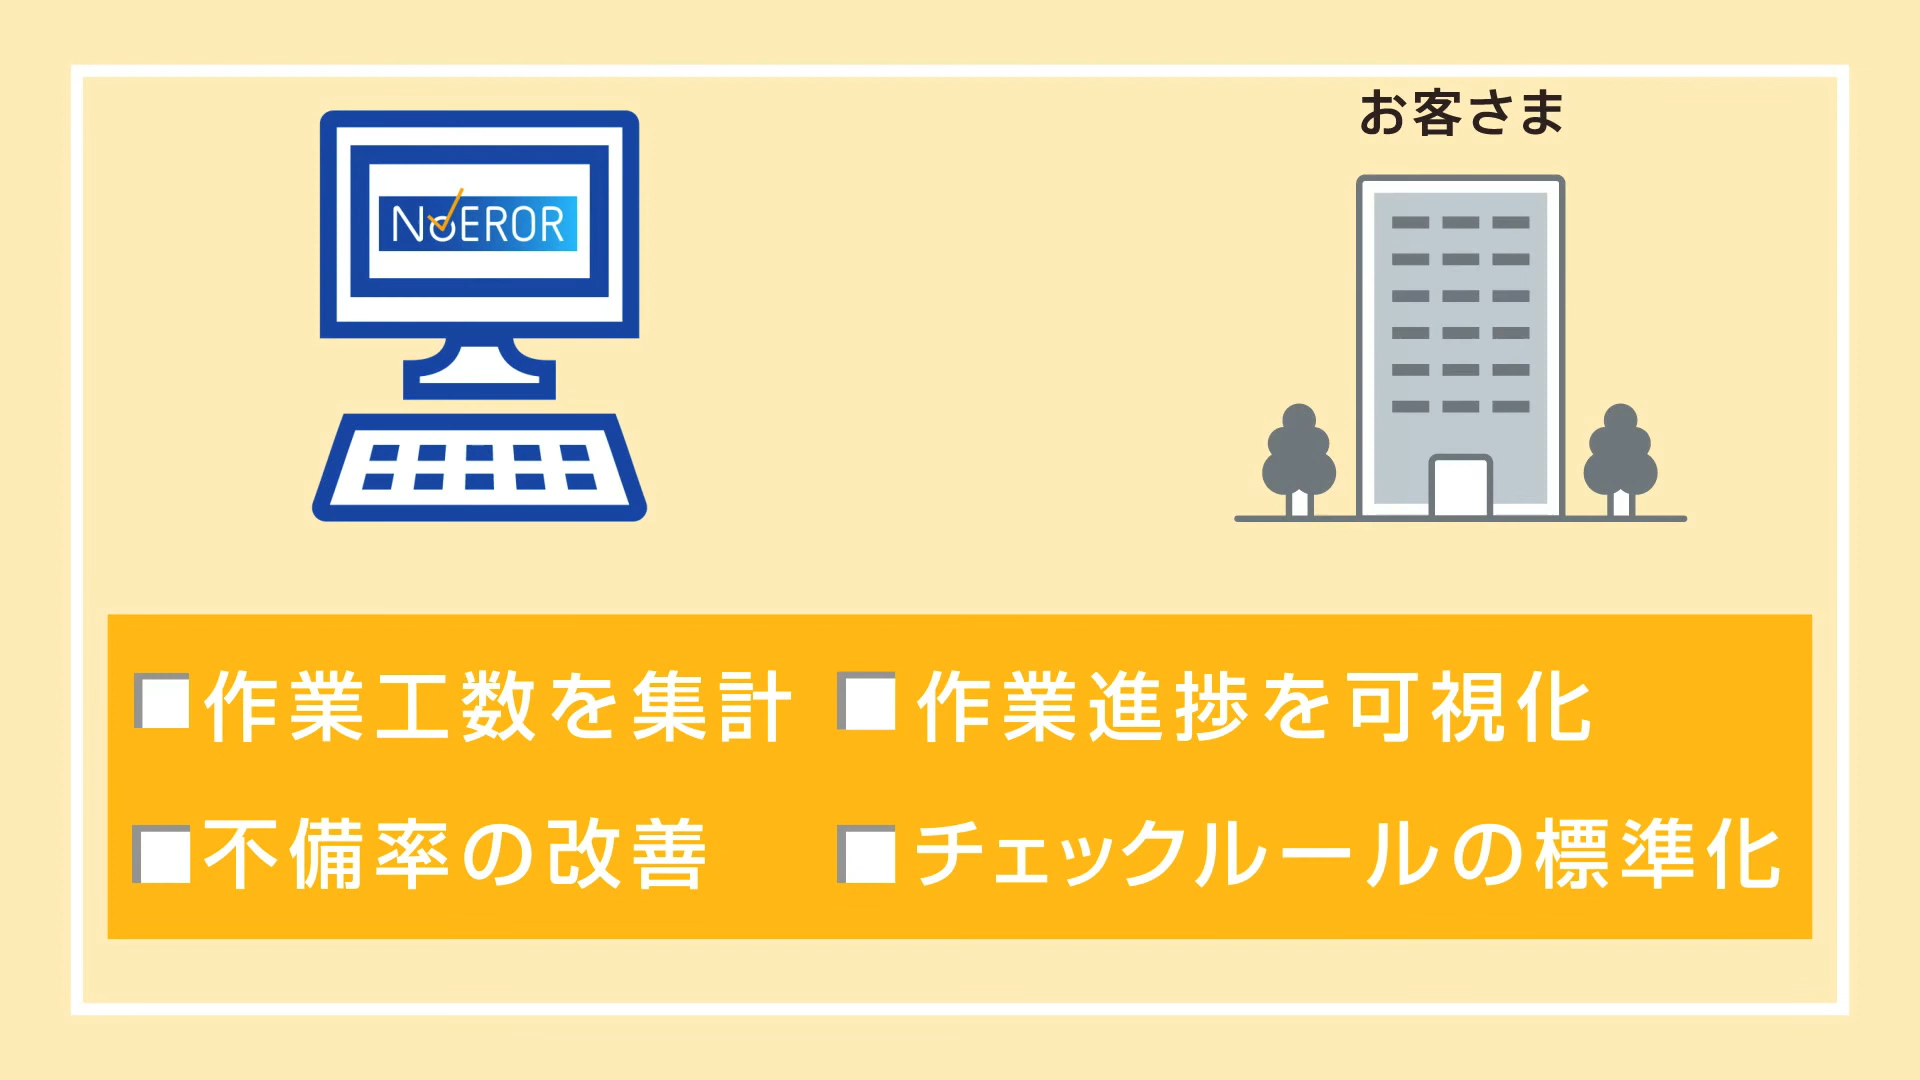 お客さま
NoEROR
作業工数を集計
作業進捗を可視化
不備率の改善
チェックルールの標準化